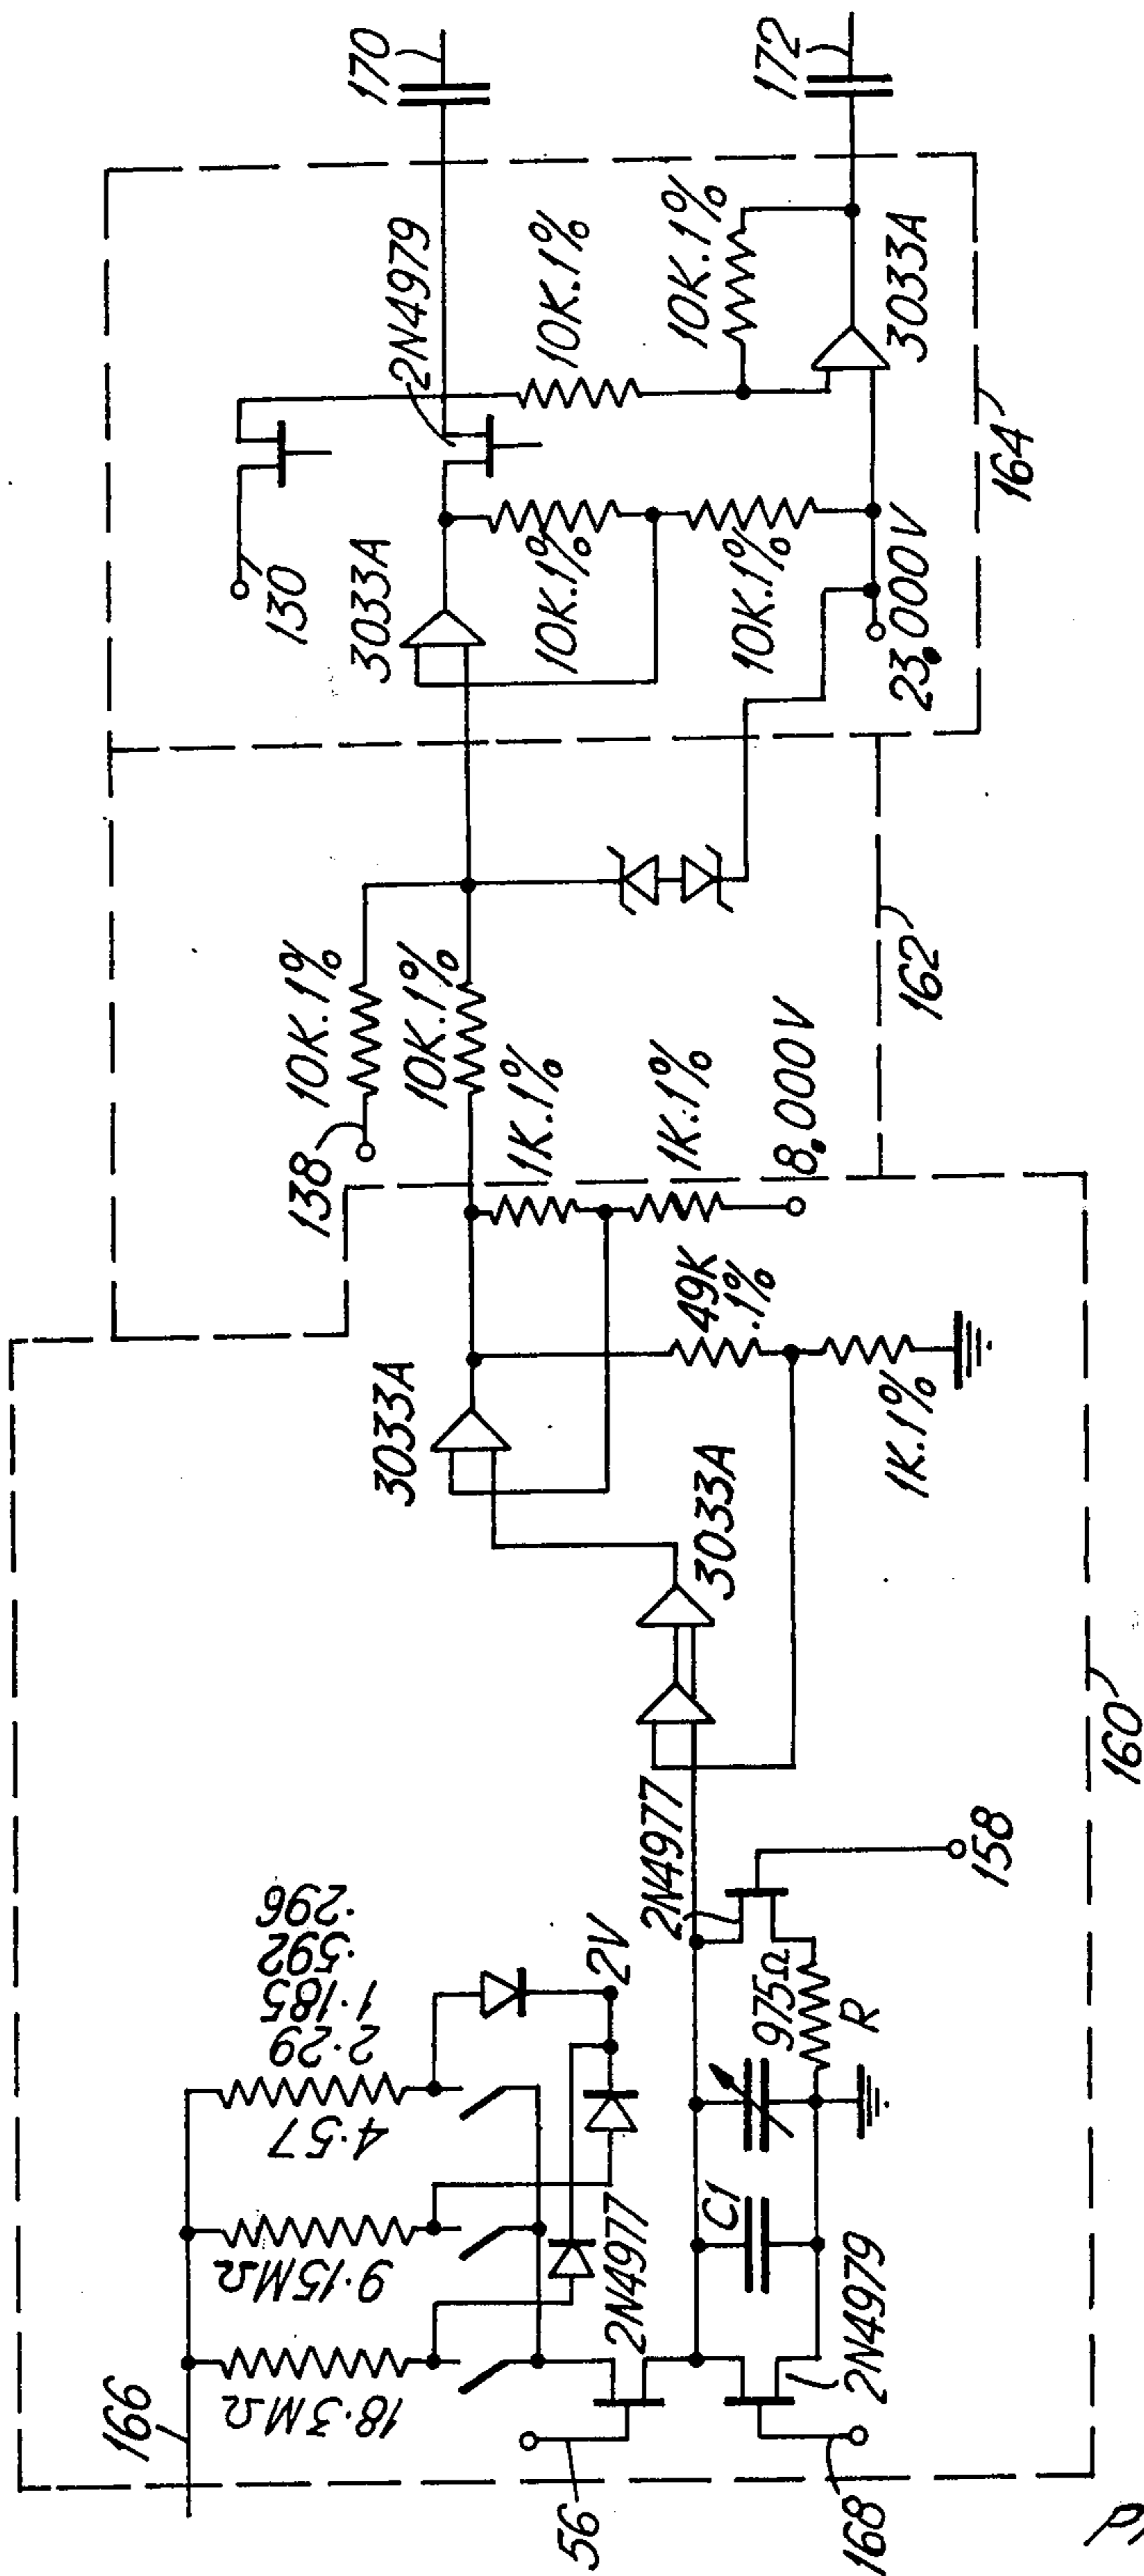 166
18·3MΩ
9·15MΩ
4·57
2·29
1·185
·592
·296
2V
56
2N4977
168
2N4979
C1
975Ω
R
2N4977
158
3033A
3033A
49K
.1%
1K.1%
1K.1%
1K.1%
8.000V
160
138
10K.1%
10K.1%
162
130
3033A
2N4979
10K.1%
10K.1%
10K.1%
10K.1%
23.000V
3033A
164
170
172